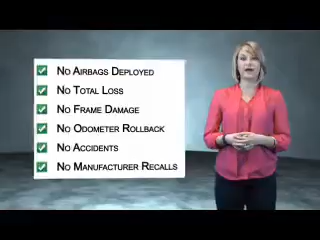 No Airbags Deployed
No Total Loss
No Frame Damage
No Odometer Rollback
No Accidents
No Manufacturer Recalls